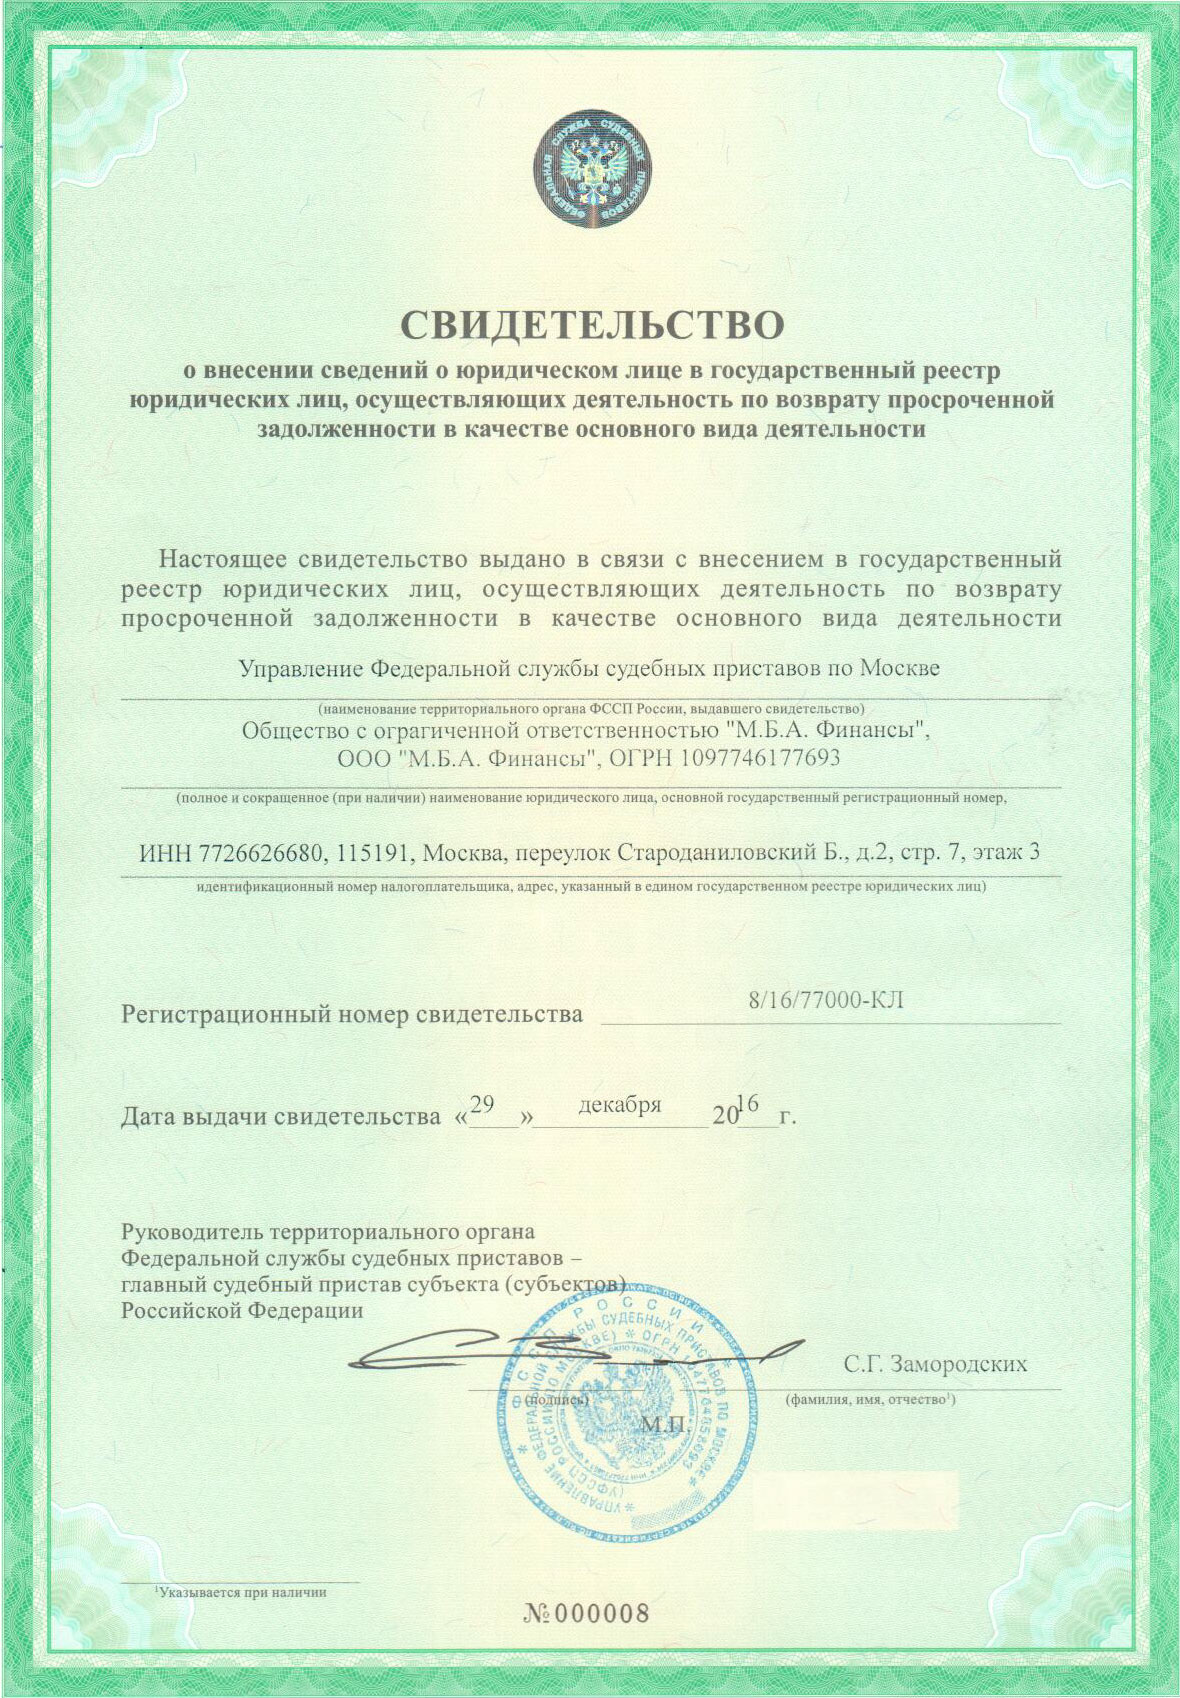 ФЕДЕРАЛЬНАЯ СЛУЖБА СУДЕБНЫХ ПРИСТАВОВ
СВИДЕТЕЛЬСТВО
о внесении сведений о юридическом лице в государственный реестр
юридических лиц, осуществляющих деятельность по возврату просроченной
задолженности в качестве основного вида деятельности
Настоящее свидетельство выдано в связи с внесением в государственный
реестр юридических лиц, осуществляющих деятельность по возврату
просроченной задолженности в качестве основного вида деятельности
Управление Федеральной службы судебных приставов по Москве
(наименование территориального органа ФССП России, выдавшего свидетельство)
Общество с ограгиченной ответственностью "М.Б.А. Финансы",
ООО "М.Б.А. Финансы", ОГРН 1097746177693
(полное и сокращенное (при наличии) наименование юридического лица, основной государственный регистрационный номер,
ИНН 7726626680, 115191, Москва, переулок Староданиловский Б., д.2, стр. 7, этаж 3
идентификационный номер налогоплательщика, адрес, указанный в едином государственном реестре юридических лиц)
Регистрационный номер свидетельства 8/16/77000-КЛ
Дата выдачи свидетельства «29» декабря 2016 г.
Руководитель территориального органа
Федеральной службы судебных приставов –
главный судебный пристав субъекта (субъектов)
Российской Федерации
С.Г. Замородских
(подпись) (фамилия, имя, отчество¹)
М.П.
ФССП РОССИИ
УПРАВЛЕНИЕ ФЕДЕРАЛЬНОЙ СЛУЖБЫ СУДЕБНЫХ ПРИСТАВОВ ПО МОСКВЕ
(УФССП РОССИИ ПО МОСКВЕ) * ОГРН
¹Указывается при наличии
№000008